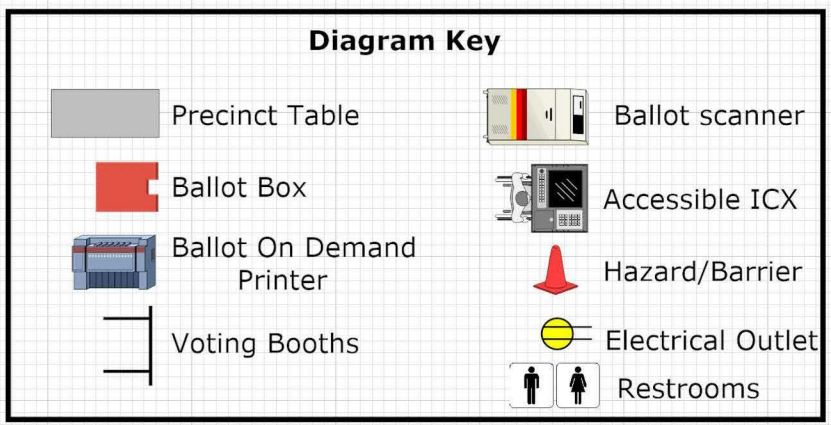 Diagram Key
Precinct Table
Ballot Box
Ballot On Demand
Printer
Voting Booths
Ballot scanner
Accessible ICX
Hazard/Barrier
Electrical Outlet
Restrooms